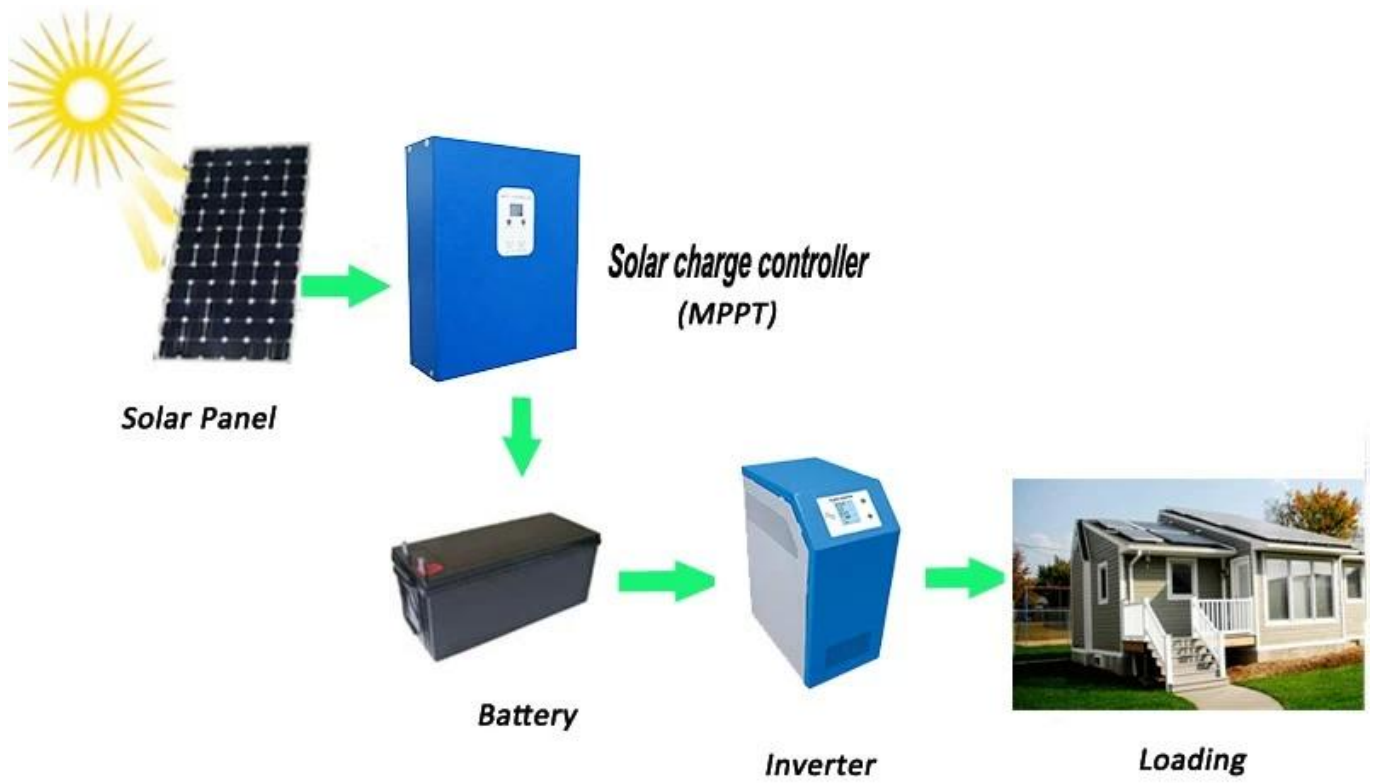 Solar charge controller
(MPPT)
Solar Panel
Battery
Inverter
Loading